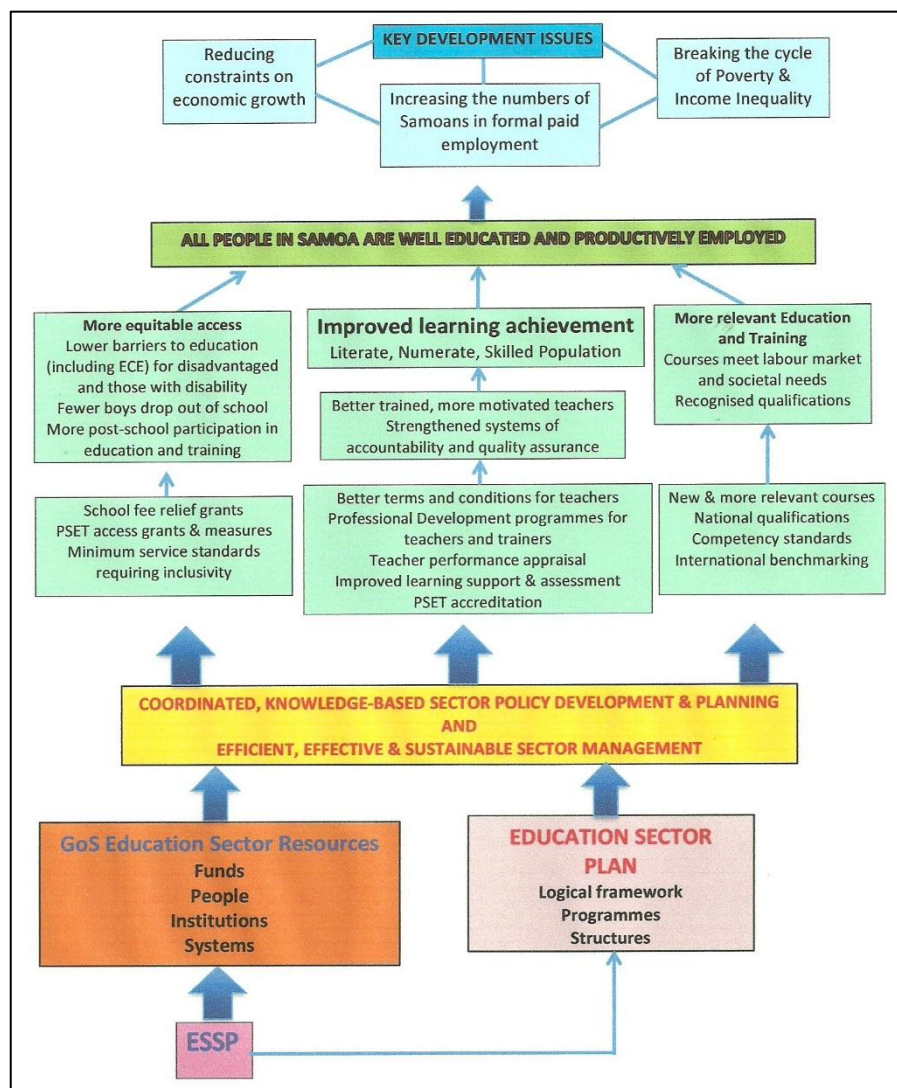 KEY DEVELOPMENT ISSUES
Reducing
constraints on
economic growth
Increasing the numbers of
Samoans in formal paid
employment
Breaking the cycle
of Poverty &
Income Inequality
ALL PEOPLE IN SAMOA ARE WELL EDUCATED AND PRODUCTIVELY EMPLOYED
More equitable access
Lower barriers to education
(including ECE) for disadvantaged
and those with disability
Fewer boys drop out of school
More post-school participation in
education and training
School fee relief grants
PSET access grants & measures
Minimum service standards
requiring inclusivity
Improved learning achievement
Literate, Numerate, Skilled Population
Better trained, more motivated teachers
Strengthened systems of
accountability and quality assurance
Better terms and conditions for teachers
Professional Development programmes for
teachers and trainers
Teacher performance appraisal
Improved learning support & assessment
PSET accreditation
More relevant Education
and Training
Courses meet labour market
and societal needs
Recognised qualifications
New & more relevant courses
National qualifications
Competency standards
International benchmarking
COORDINATED, KNOWLEDGE-BASED SECTOR POLICY DEVELOPMENT & PLANNING
AND
EFFICIENT, EFFECTIVE & SUSTAINABLE SECTOR MANAGEMENT
GoS Education Sector Resources
Funds
People
Institutions
Systems
EDUCATION SECTOR
PLAN
Logical framework
Programmes
Structures
ESSP